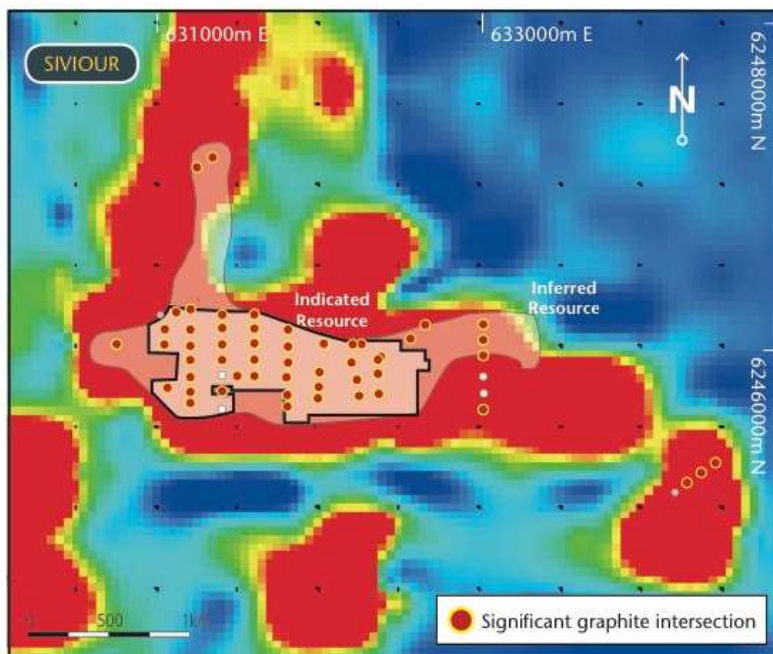 SIVIOUR
631000m E
633000m E
6248000m N
N
Indicated
Resource
Inferred
Resource
6246000m N
0 500 1km
Significant graphite intersection